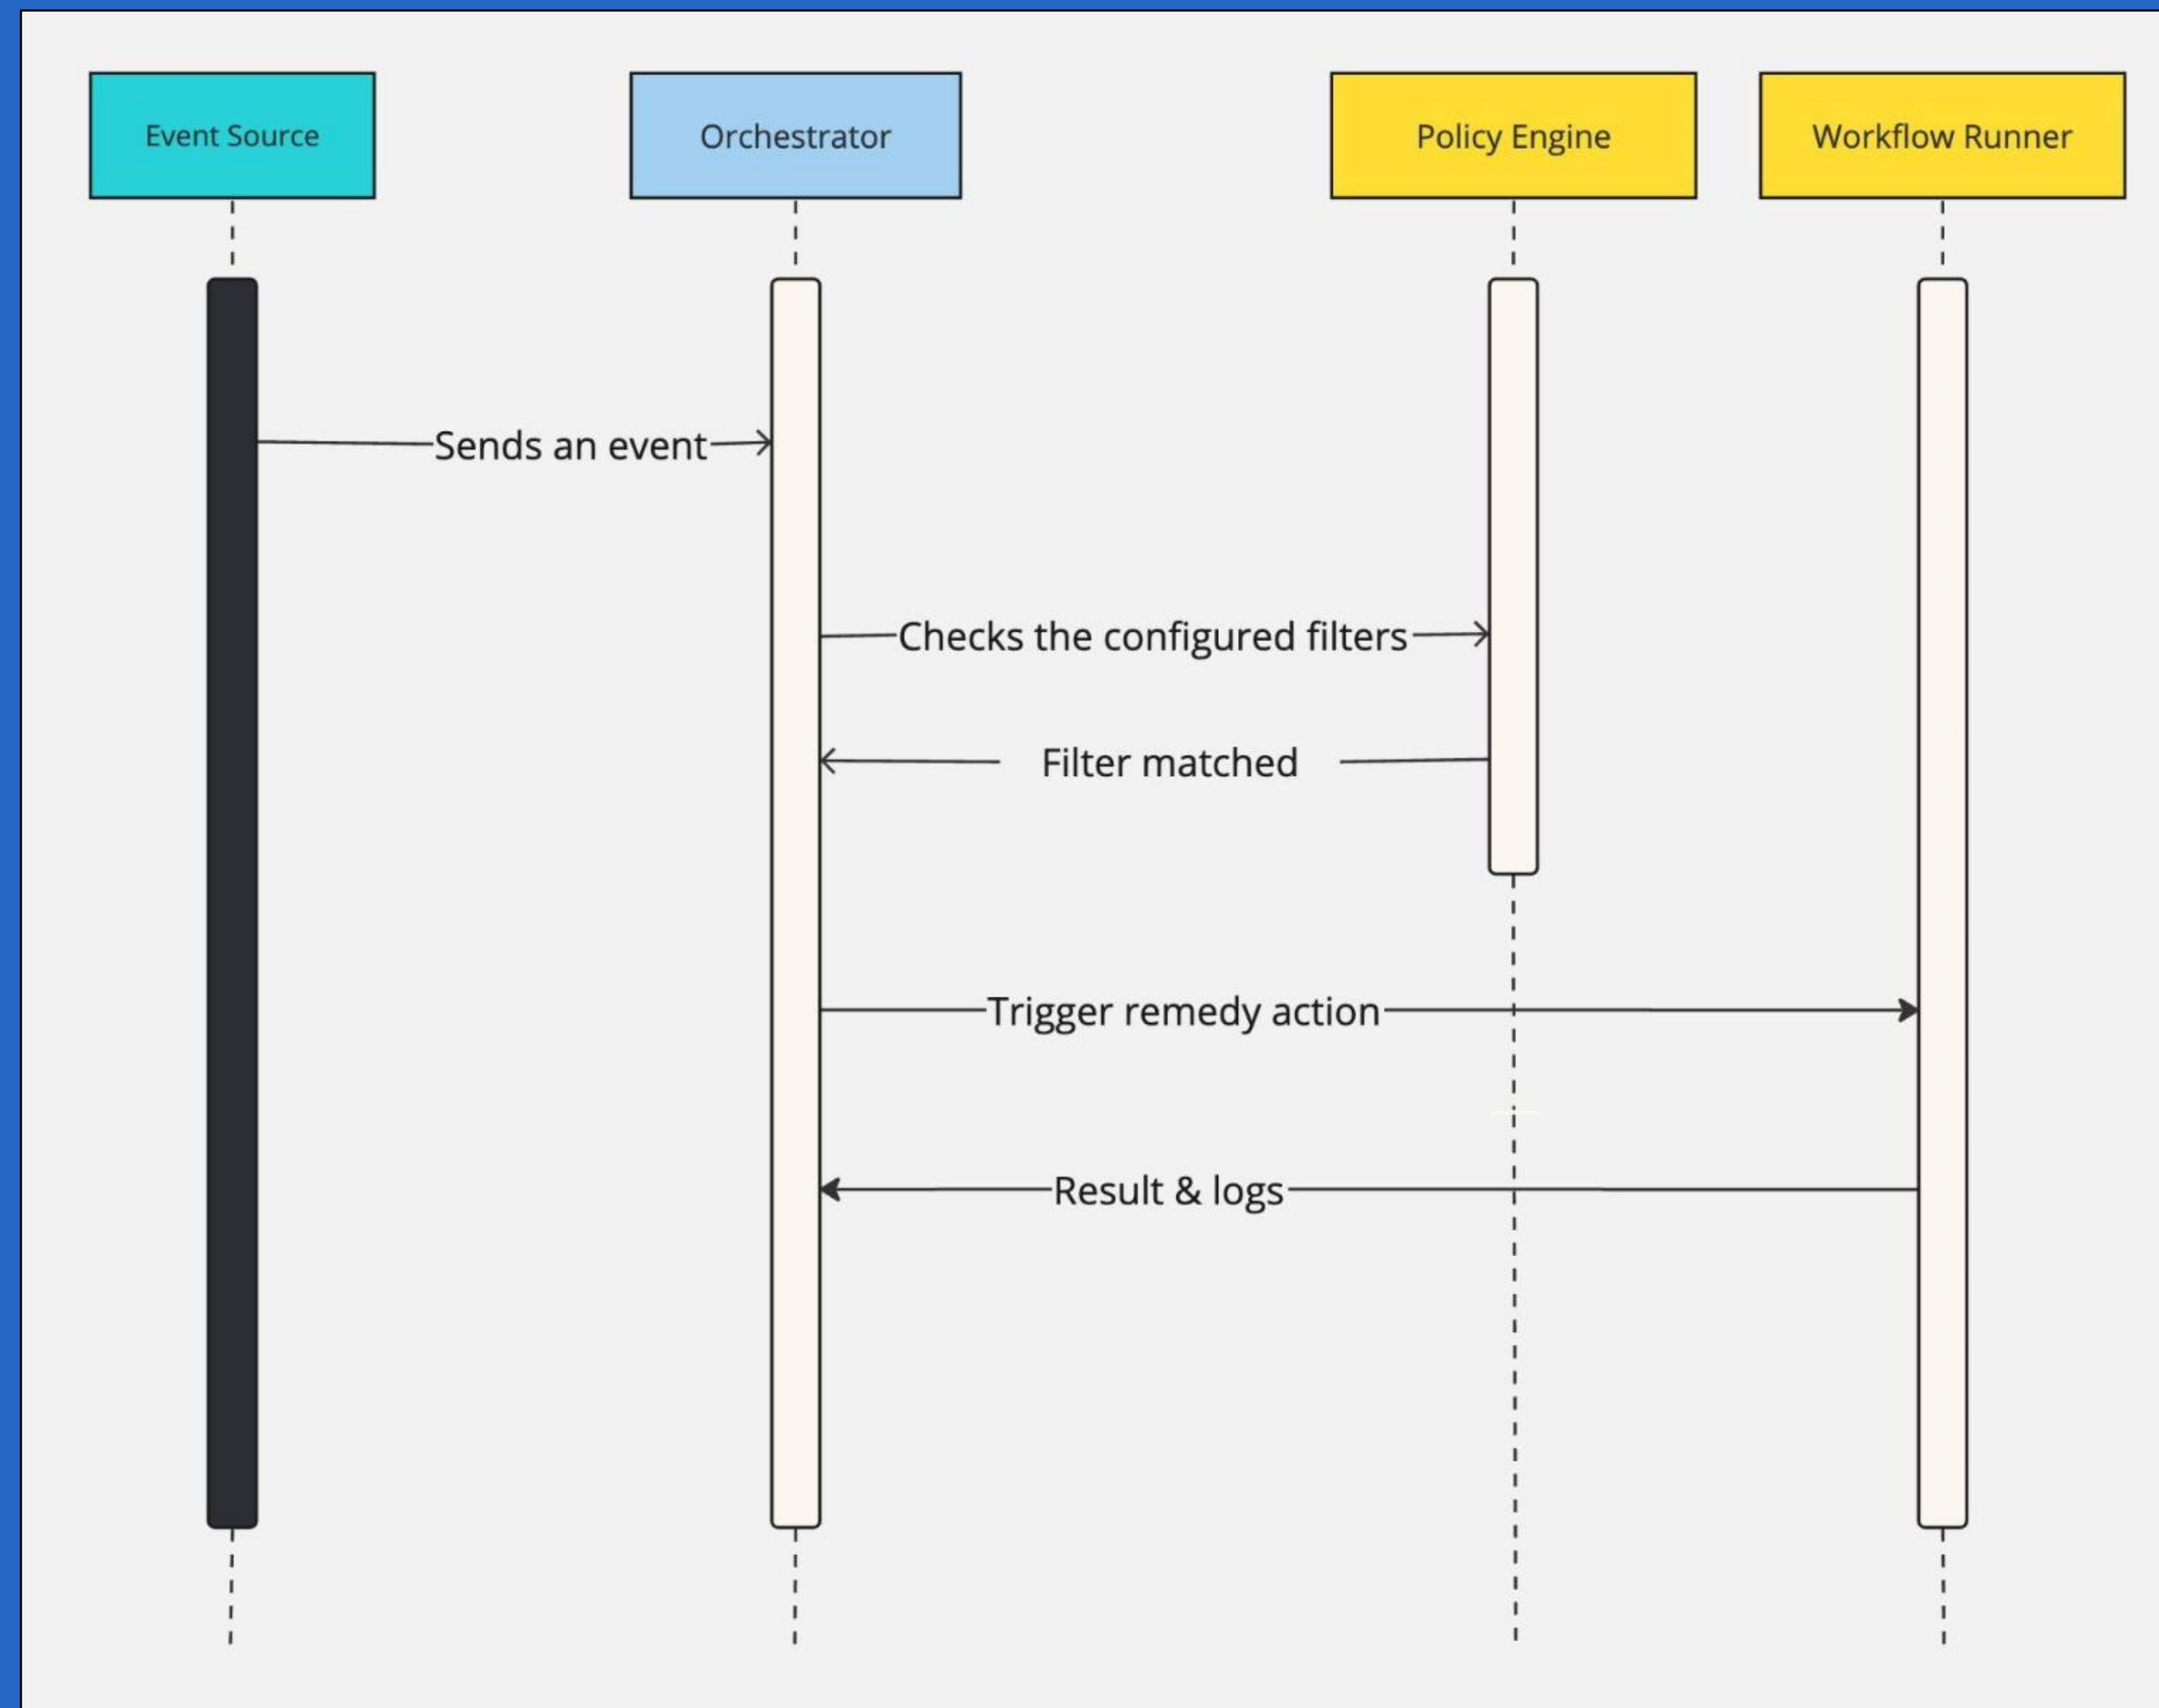 Event Source
Orchestrator
Policy Engine
Workflow Runner
Sends an event
Checks the configured filters
Filter matched
Trigger remedy action
Result & logs